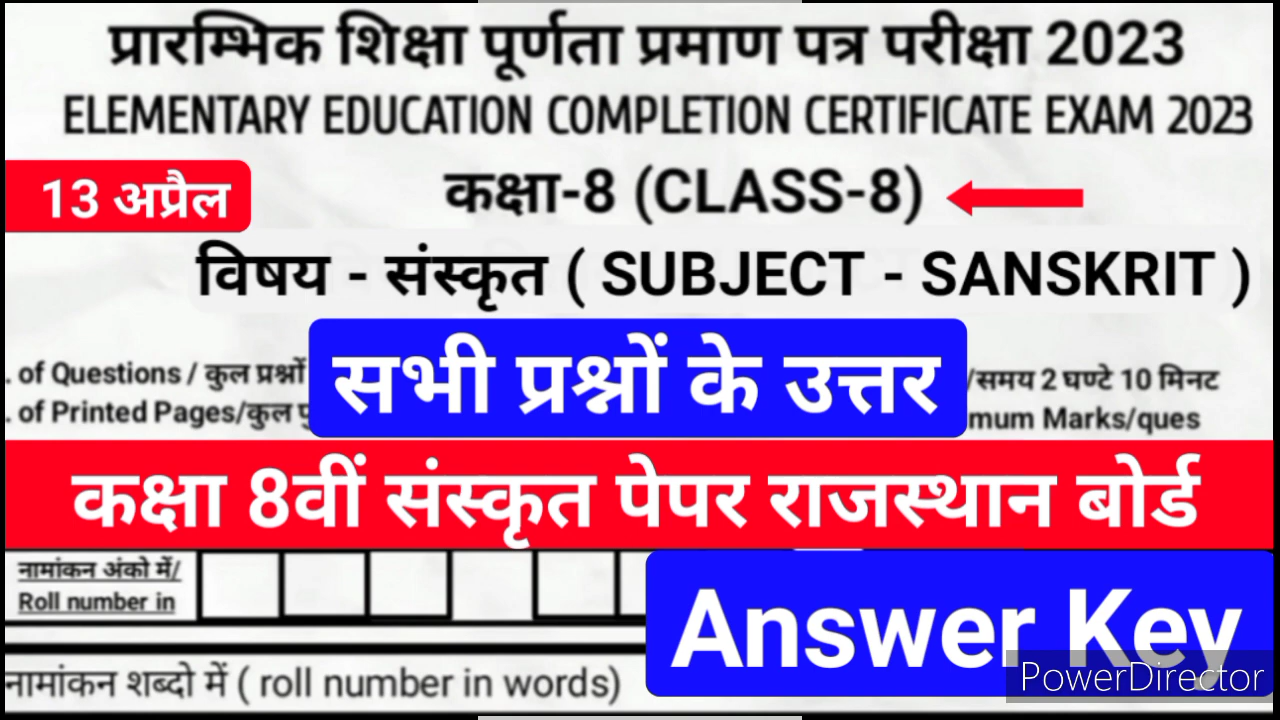 प्रारम्भिक शिक्षा पूर्णता प्रमाण पत्र परीक्षा 2023
ELEMENTARY EDUCATION COMPLETION CERTIFICATE EXAM 2023
13 अप्रैल
कक्षा-8 (CLASS-8)
विषय - संस्कृत ( SUBJECT - SANSKRIT )
. of Questions / कुल प्रश्नों
/समय 2 घण्टे 10 मिनट
सभी प्रश्नों के उत्तर
. of Printed Pages/कुल
mum Marks/ques
कक्षा 8वीं संस्कृत पेपर राजस्थान बोर्ड
नामांकन अंको में/
Roll number in
Answer Key
नामांकन शब्दो में ( roll number in words)
PowerDirector